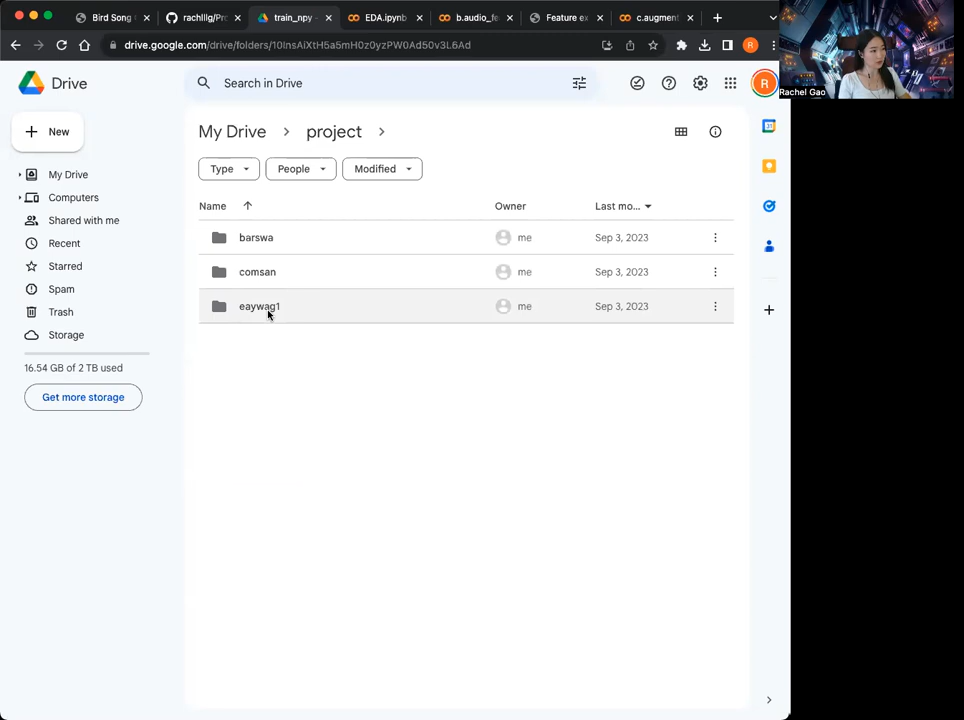 Bird Song
rachlllg/Pro
train_npy -
EDA.ipynb
b.audio_fe
Feature ex
c.augment
drive.google.com/drive/folders/10InsAiXtH5a5mH0z0yzPW0Ad50v3L6Ad
R
Rachel Gao
Drive
Search in Drive
R
New
My Drive
Computers
Shared with me
Recent
Starred
Spam
Trash
Storage
16.54 GB of 2 TB used
Get more storage
My Drive
project
Type
People
Modified
Name
Owner
Last mo...
barswa
me
Sep 3, 2023
comsan
me
Sep 3, 2023
eaywag1
me
Sep 3, 2023
31